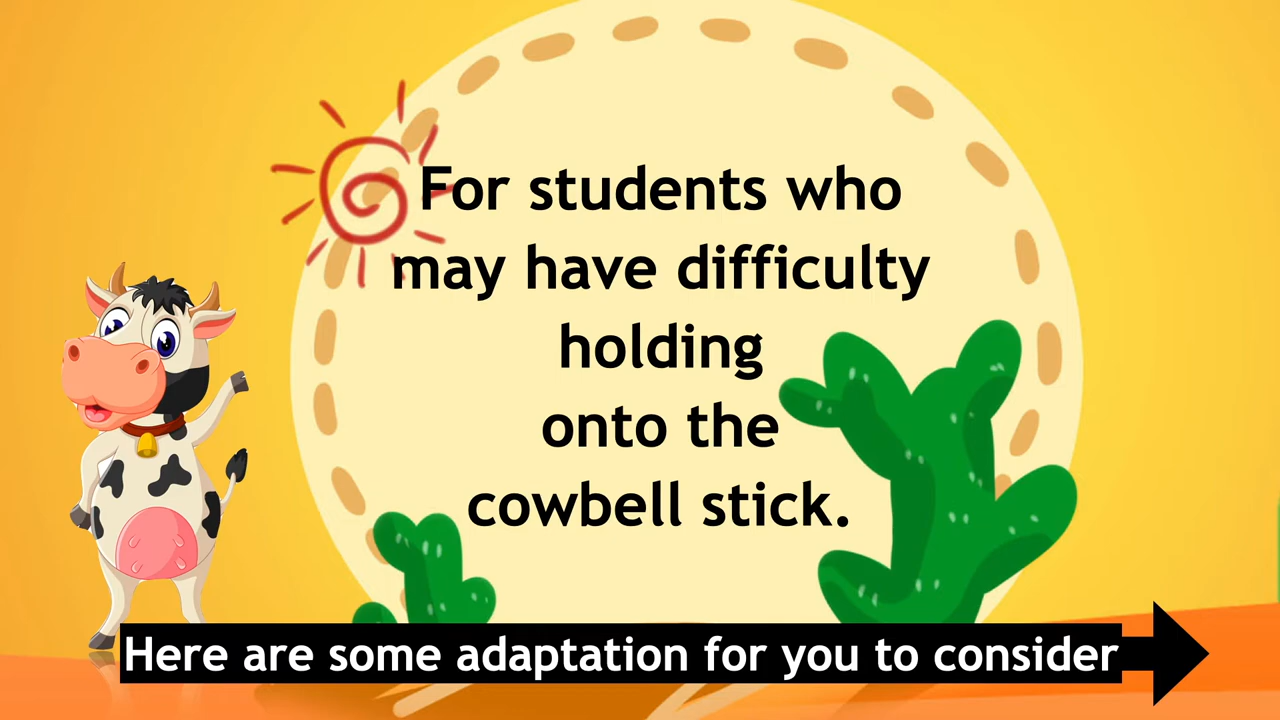 For students who
may have difficulty
holding
onto the
cowbell stick.
Here are some adaptation for you to consider